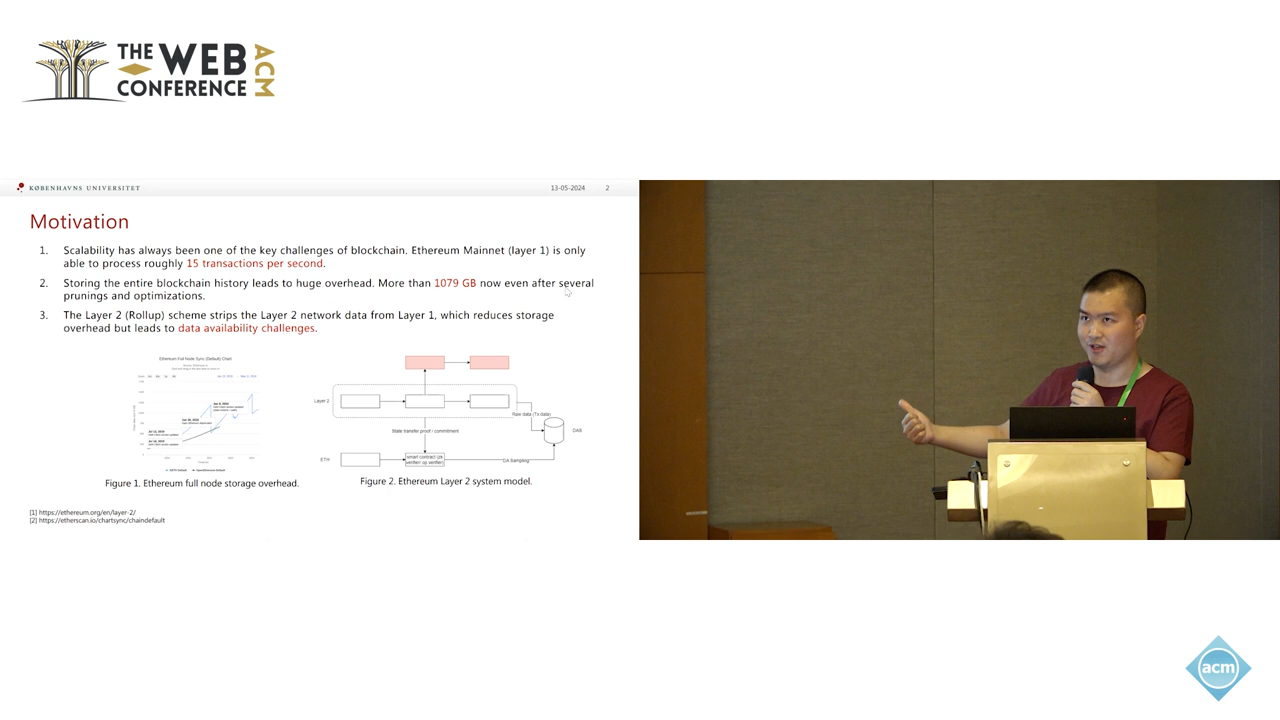 THE WEB
CONFERENCE
ACM
KØBENHAVNS UNIVERSITET
13-05-2024 2
Motivation
1. Scalability has always been one of the key challenges of blockchain. Ethereum Mainnet (layer 1) is only
able to process roughly 15 transactions per second.
2. Storing the entire blockchain history leads to huge overhead. More than 1079 GB now even after several
prunings and optimizations.
3. The Layer 2 (Rollup) scheme strips the Layer 2 network data from Layer 1, which reduces storage
overhead but leads to data availability challenges.
Ethereum Full Node Sync (Default) Chart
Layer 2
Raw data (Tx data)
State transfer proof / commitment
DAS
ETH
smart contract (zk
verifier/ op verifier)
DA Sampling
Figure 1. Ethereum full node storage overhead.
Figure 2. Ethereum Layer 2 system model.
[1] https://ethereum.org/en/layer-2/
[2] https://etherscan.io/chartsync/chaindefault
acm